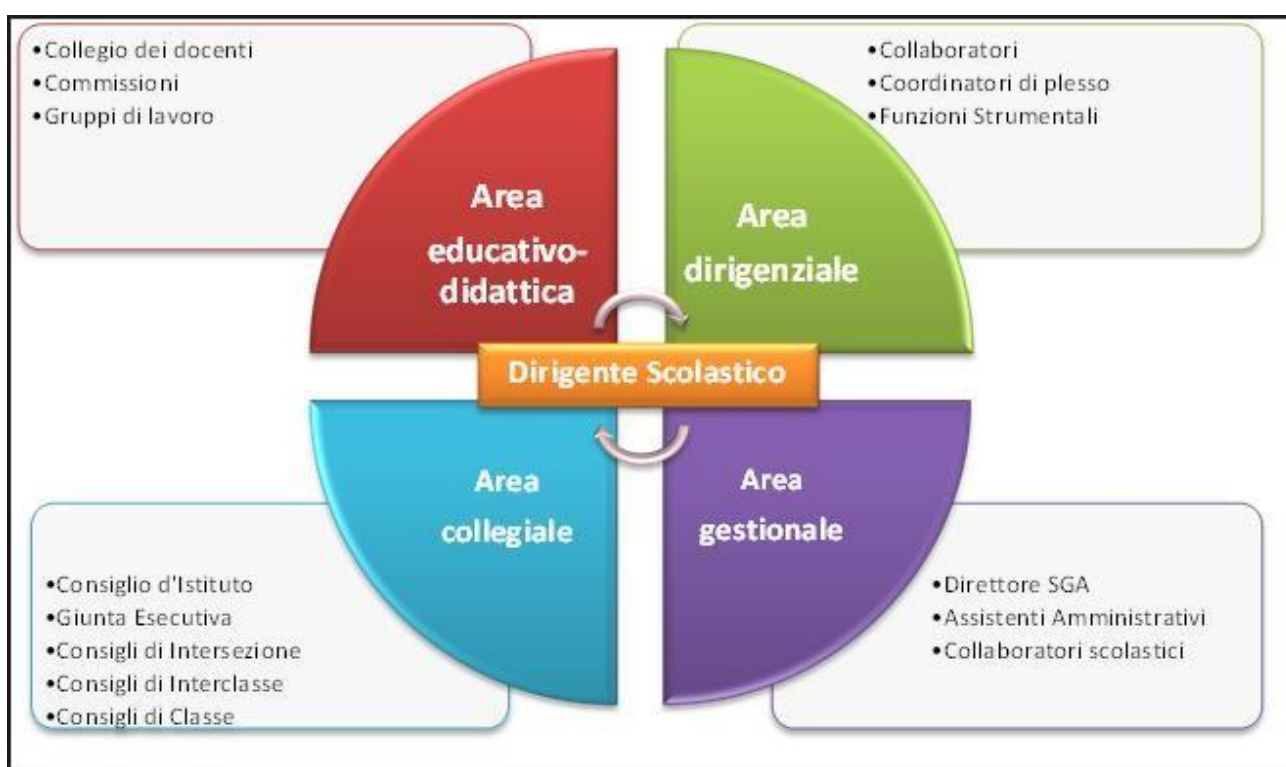 •Collegio dei docenti
•Commissioni
•Gruppi di lavoro
•Collaboratori
•Coordinatori di plesso
•Funzioni Strumentali
Area
educativo-
didattica
Area
dirigenziale
Dirigente Scolastico
Area
collegiale
Area
gestionale
•Consiglio d'Istituto
•Giunta Esecutiva
•Consigli di Intersezione
•Consigli di Interclasse
•Consigli di Classe
•Direttore SGA
•Assistenti Amministrativi
•Collaboratori scolastici